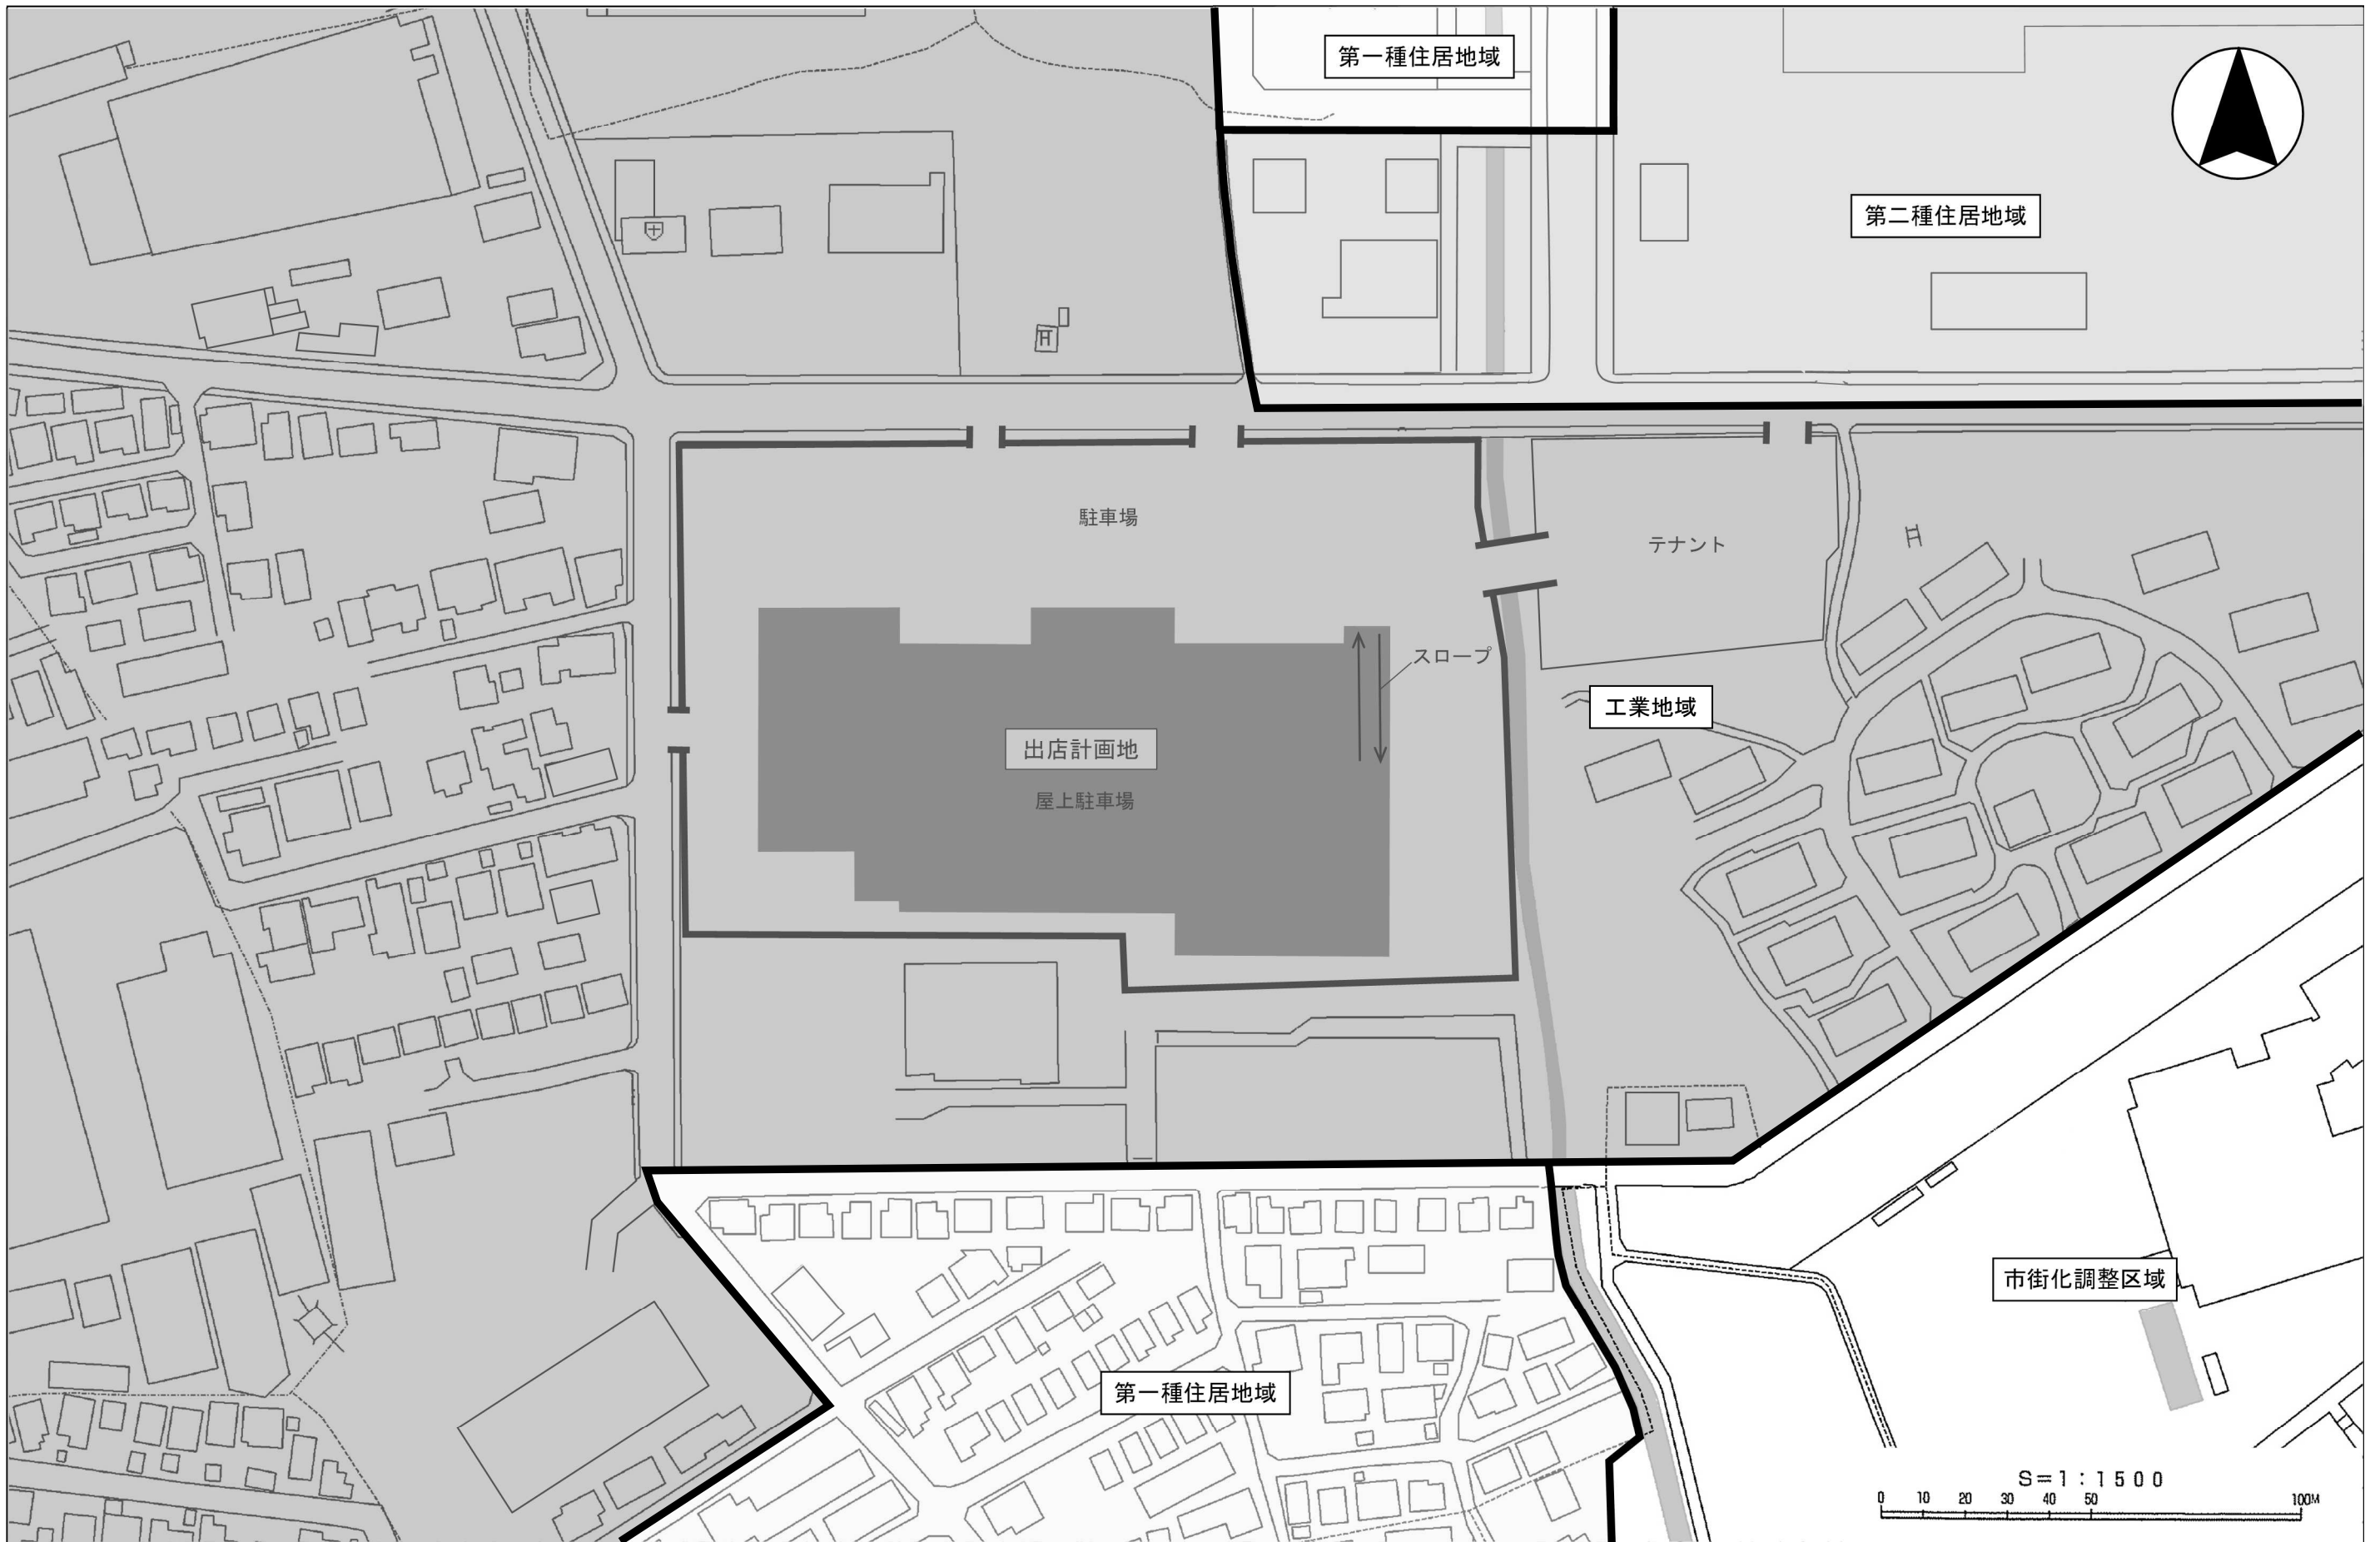 第一種住居地域
第二種住居地域
駐車場
テナント
スロープ
工業地域
出店計画地
屋上駐車場
市街化調整区域
第一種住居地域
S=1:1500
0 10 20 30 40 50 100M